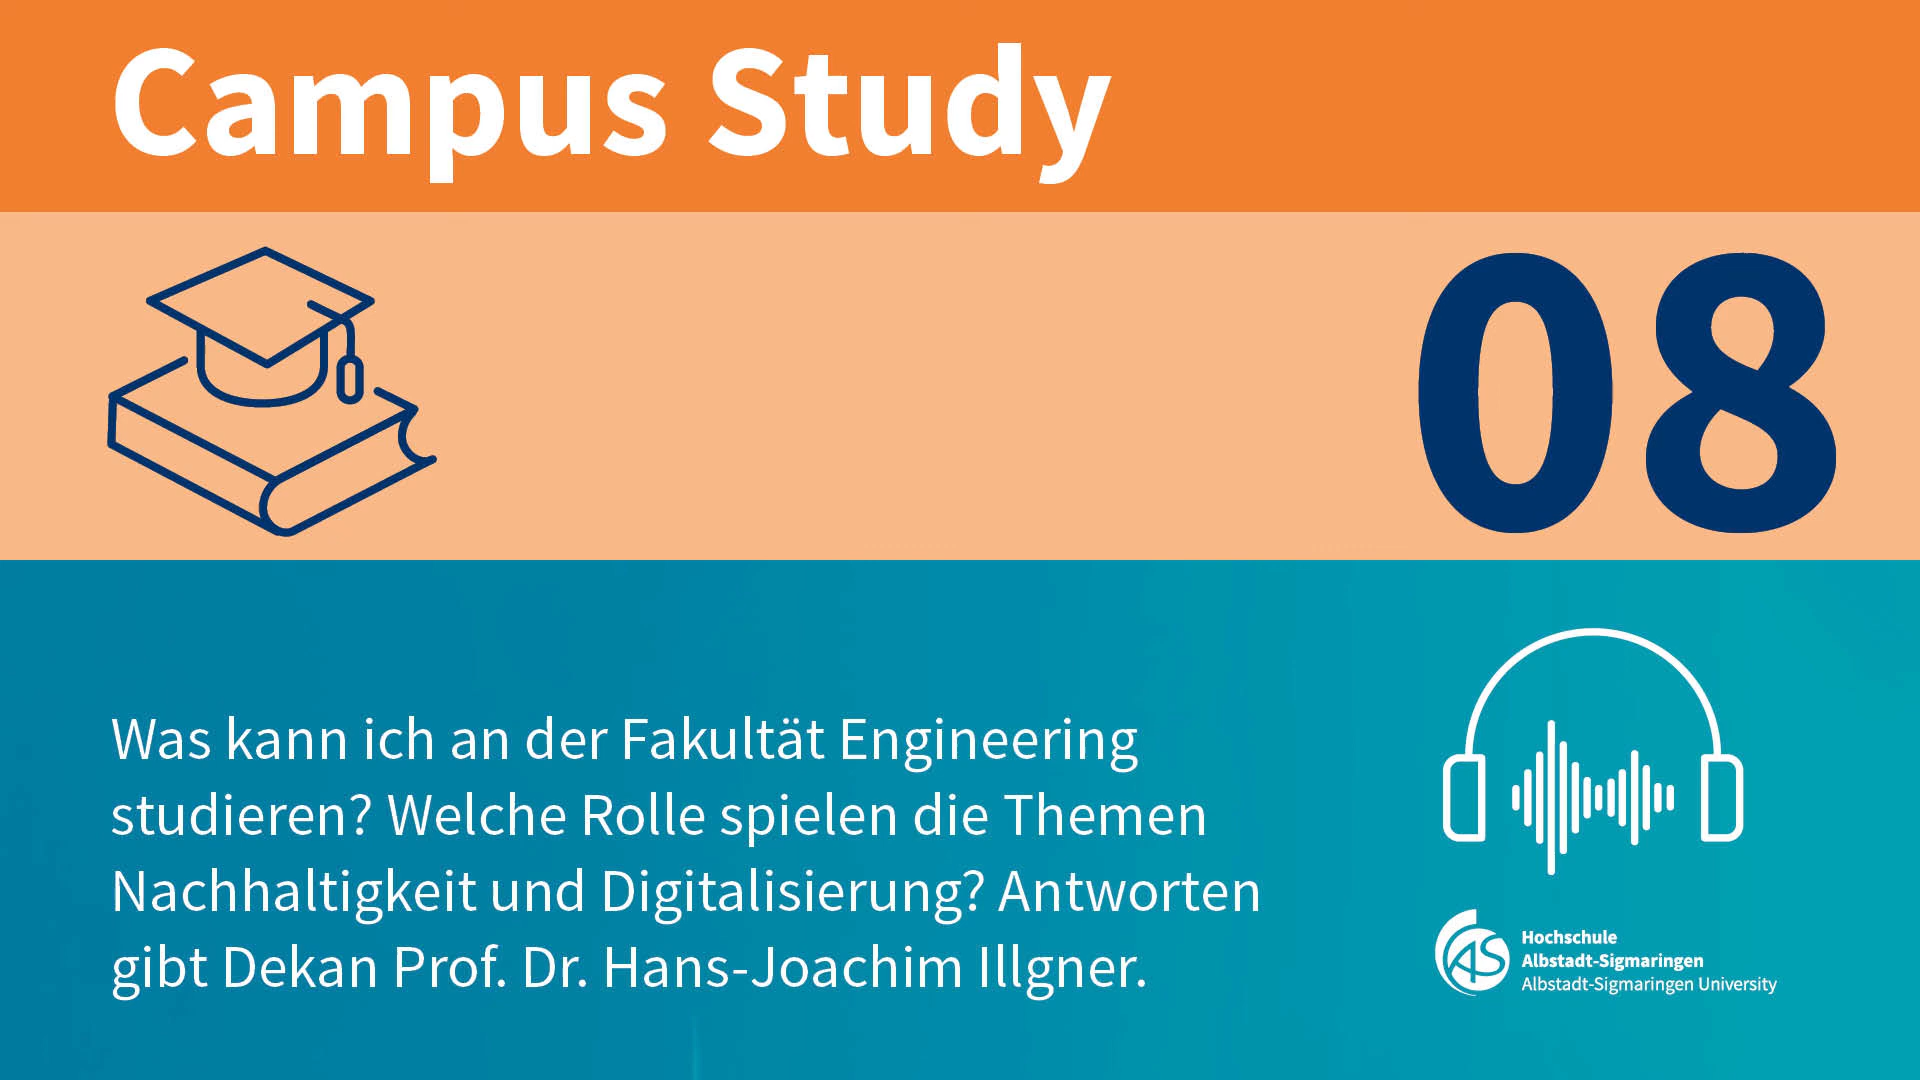 Campus Study
08
Was kann ich an der Fakultät Engineering
studieren? Welche Rolle spielen die Themen
Nachhaltigkeit und Digitalisierung? Antworten
gibt Dekan Prof. Dr. Hans-Joachim Illgner.
AS
Hochschule
Albstadt-Sigmaringen
Albstadt-Sigmaringen University